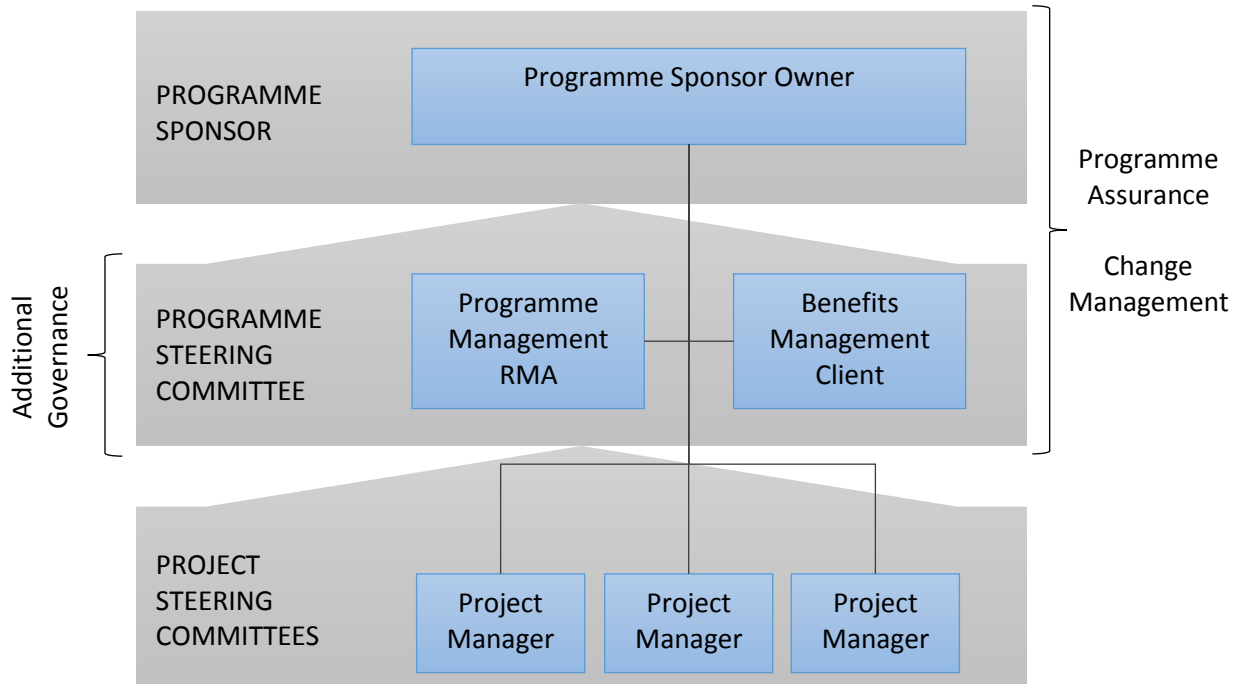 Programme Sponsor Owner
PROGRAMME
SPONSOR
Programme
Assurance
Change
Management
Additional
Governance
PROGRAMME
STEERING
COMMITTEE
Programme
Management
RMA
Benefits
Management
Client
PROJECT
STEERING
COMMITTEES
Project
Manager
Project
Manager
Project
Manager